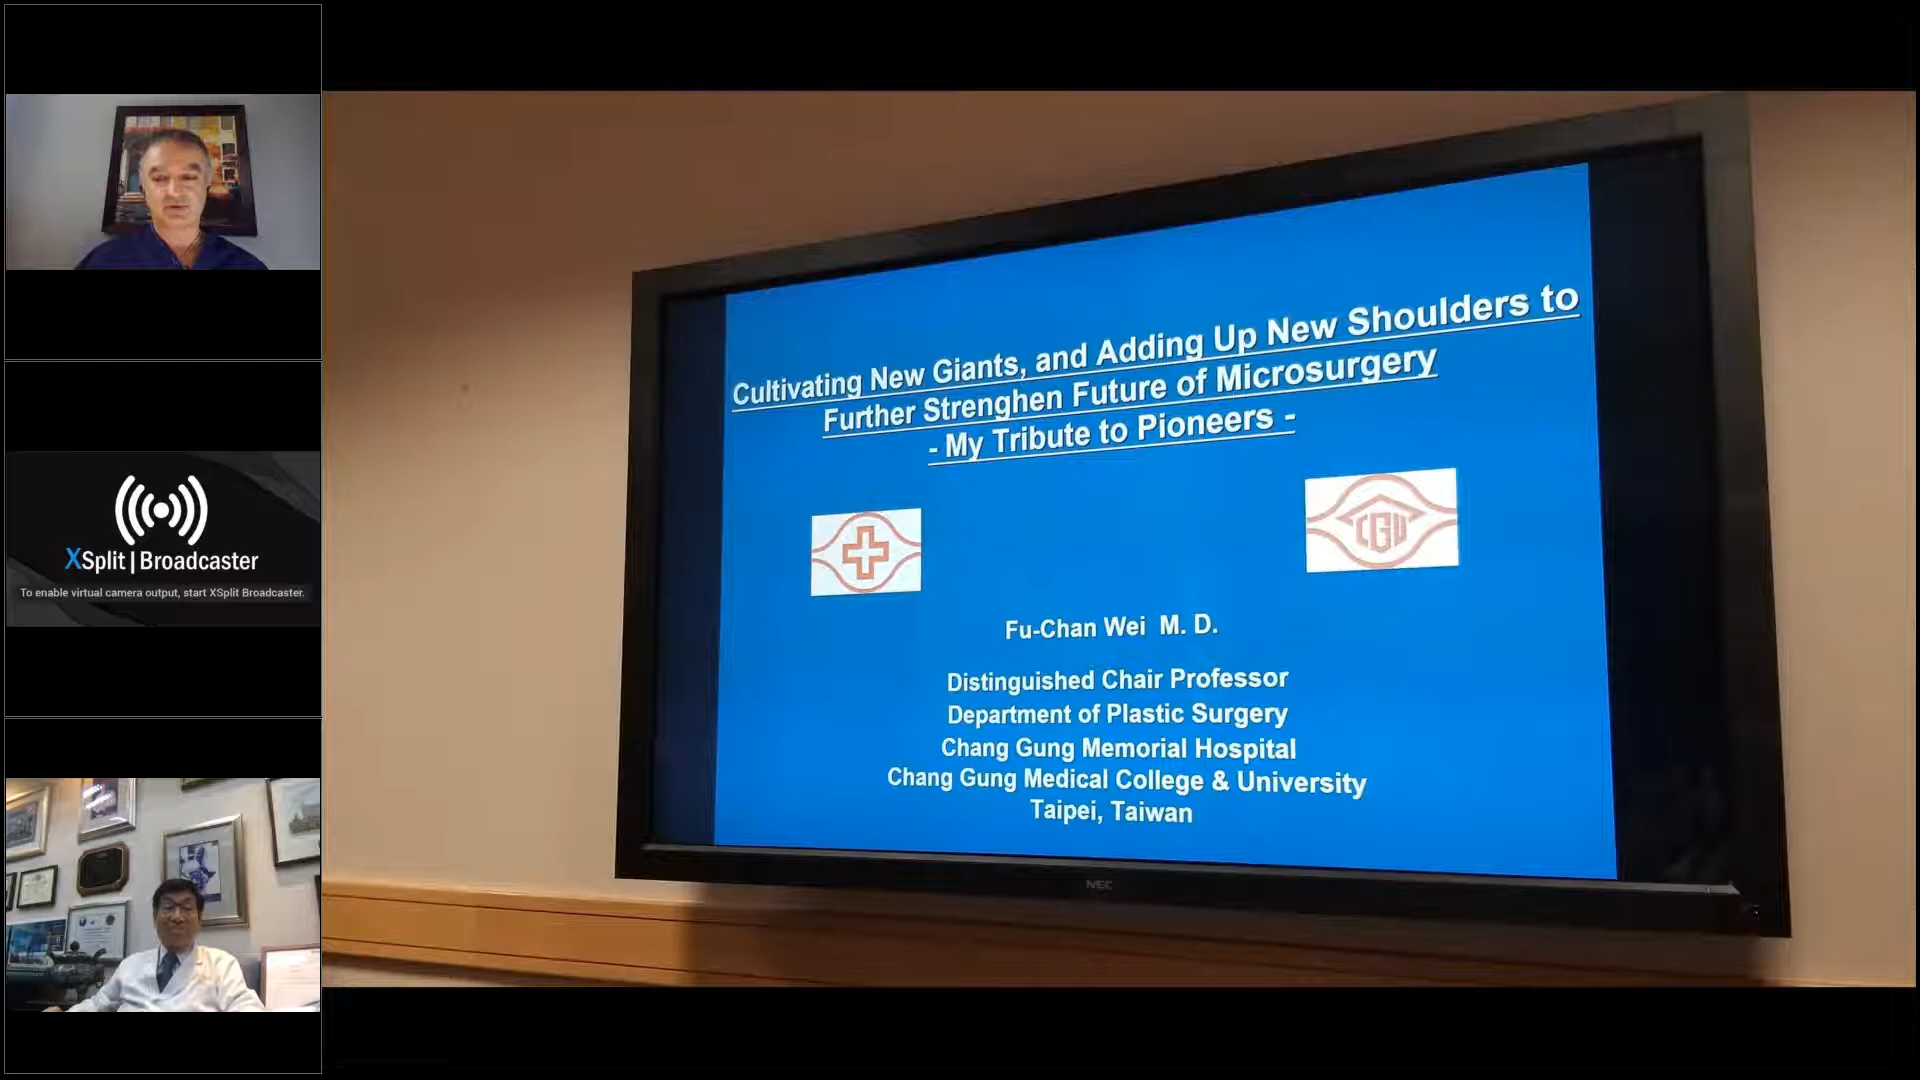 XSplit | Broadcaster
To enable virtual camera output, start XSplit Broadcaster.
Cultivating New Giants, and Adding Up New Shoulders to
Further Strenghen Future of Microsurgery
- My Tribute to Pioneers -
CGU
Fu-Chan Wei M. D.
Distinguished Chair Professor
Department of Plastic Surgery
Chang Gung Memorial Hospital
Chang Gung Medical College & University
Taipei, Taiwan
NEC